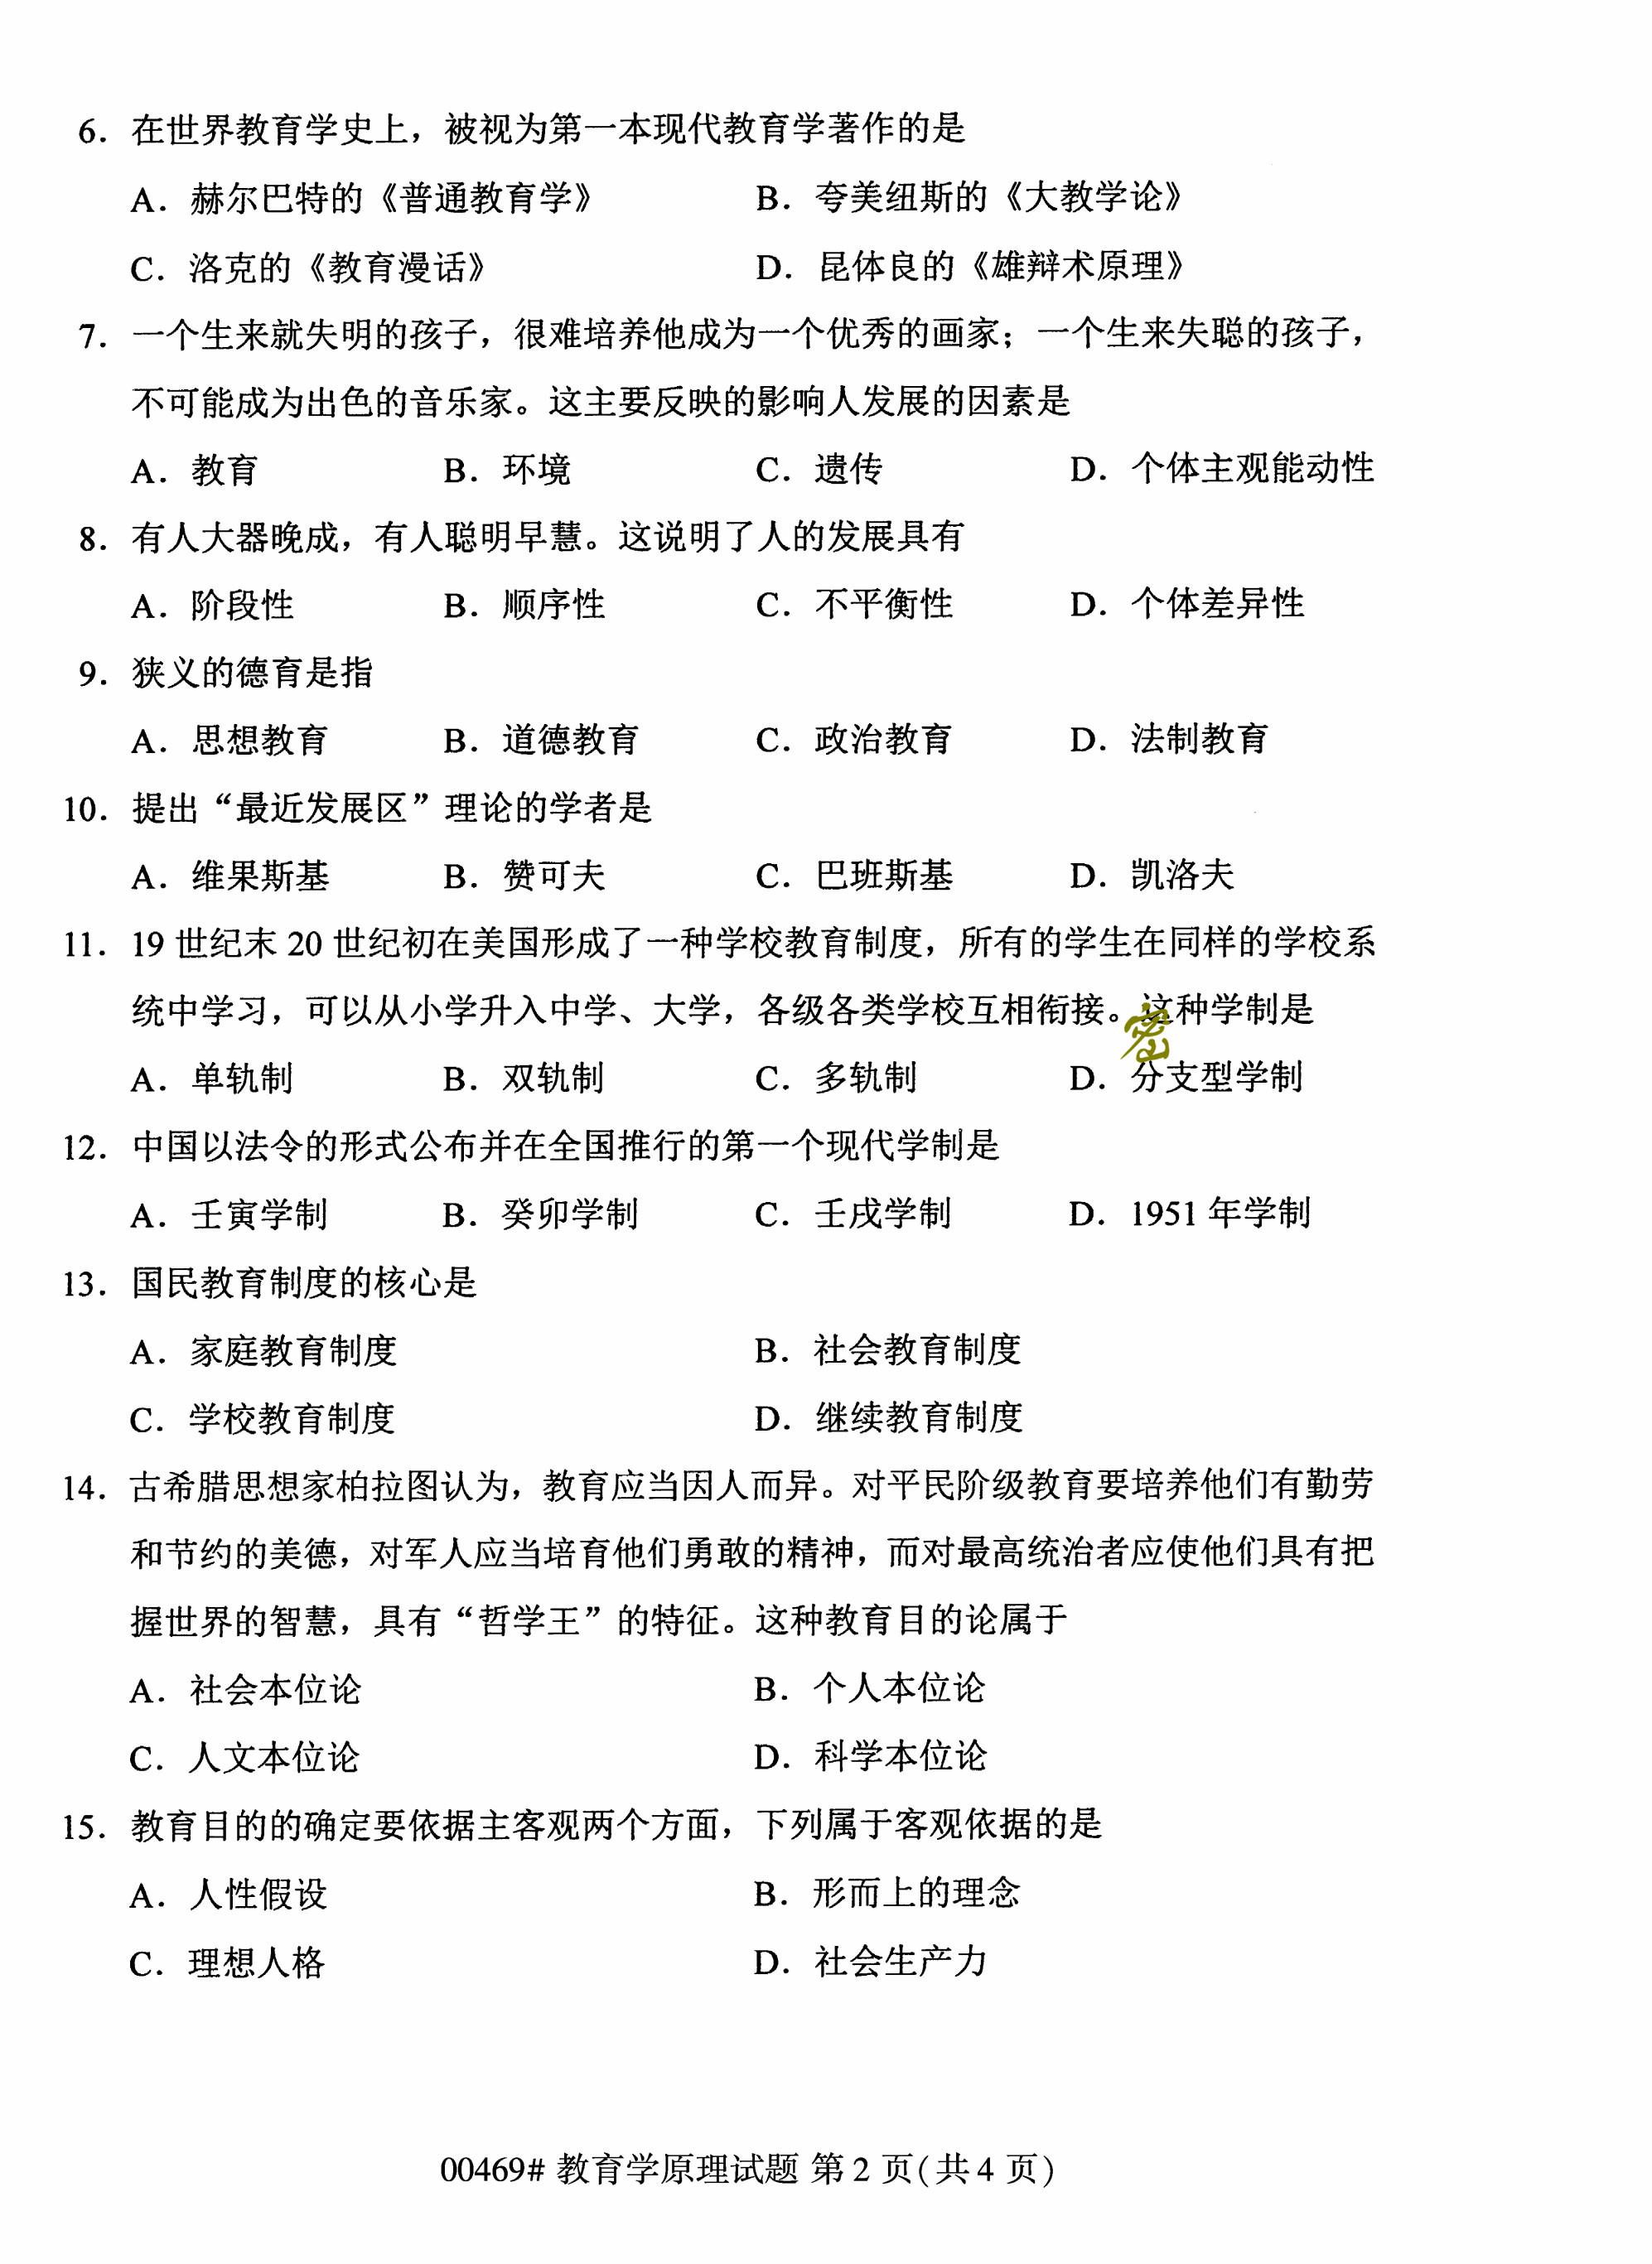 6. 在世界教育学史上，被视为第一本现代教育学著作的是
A. 赫尔巴特的《普通教育学》 B. 夸美纽斯的《大教学论》
C. 洛克的《教育漫话》 D. 昆体良的《雄辩术原理》
7. 一个生来就失明的孩子，很难培养他成为一个优秀的画家；一个生来失聪的孩子，
不可能成为出色的音乐家。这主要反映的影响人发展的因素是
A. 教育 B. 环境 C. 遗传 D. 个体主观能动性
8. 有人大器晚成，有人聪明早慧。这说明了人的发展具有
A. 阶段性 B. 顺序性 C. 不平衡性 D. 个体差异性
9. 狭义的德育是指
A. 思想教育 B. 道德教育 C. 政治教育 D. 法制教育
10. 提出“最近发展区”理论的学者是
A. 维果斯基 B. 赞可夫 C. 巴班斯基 D. 凯洛夫
11. 19 世纪末 20 世纪初在美国形成了一种学校教育制度，所有的学生在同样的学校系
统中学习，可以从小学升入中学、大学，各级各类学校互相衔接。这种学制是
密
A. 单轨制 B. 双轨制 C. 多轨制 D. 分支型学制
12. 中国以法令的形式公布并在全国推行的第一个现代学制是
A. 壬寅学制 B. 癸卯学制 C. 壬戌学制 D. 1951 年学制
13. 国民教育制度的核心是
A. 家庭教育制度 B. 社会教育制度
C. 学校教育制度 D. 继续教育制度
14. 古希腊思想家柏拉图认为，教育应当因人而异。对平民阶级教育要培养他们有勤劳
和节约的美德，对军人应当培育他们勇敢的精神，而对最高统治者应使他们具有把
握世界的智慧，具有“哲学王”的特征。这种教育目的论属于
A. 社会本位论 B. 个人本位论
C. 人文本位论 D. 科学本位论
15. 教育目的的确定要依据主客观两个方面，下列属于客观依据的是
A. 人性假设 B. 形而上的理念
C. 理想人格 D. 社会生产力
00469# 教育学原理试题 第 2 页(共 4 页)